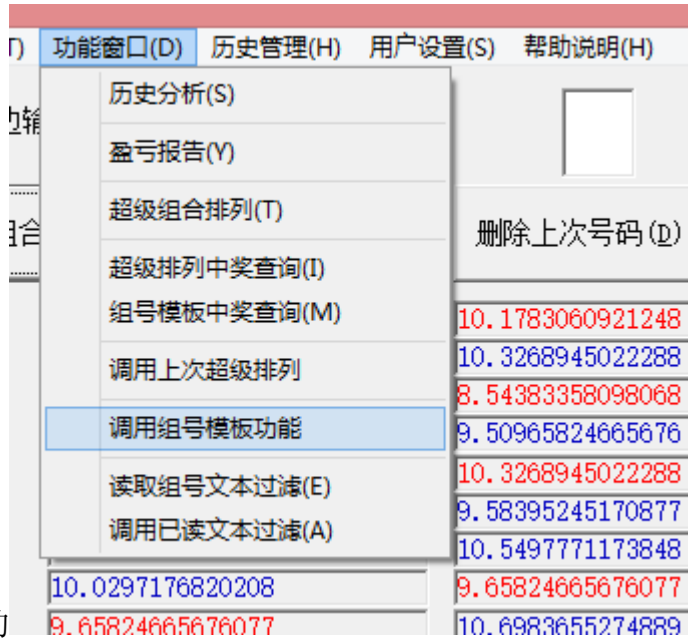 功能窗口(D) 历史管理(H) 用户设置(S) 帮助说明(H)
历史分析(S)
盈亏报告(Y)
超级组合排列(T)
删除上次号码(D)
超级排列中奖查询(I)
组号模板中奖查询(M)
10.1783060921248
10.3268945022288
调用上次超级排列
8.54383358098068
调用组号模板功能
9.50965824665676
10.3268945022288
读取组号文本过滤(E)
9.58395245170877
调用已读文本过滤(A)
10.5497771173848
10.0297176820208 9.65824665676077
9.65824665676077 10.6983655274889